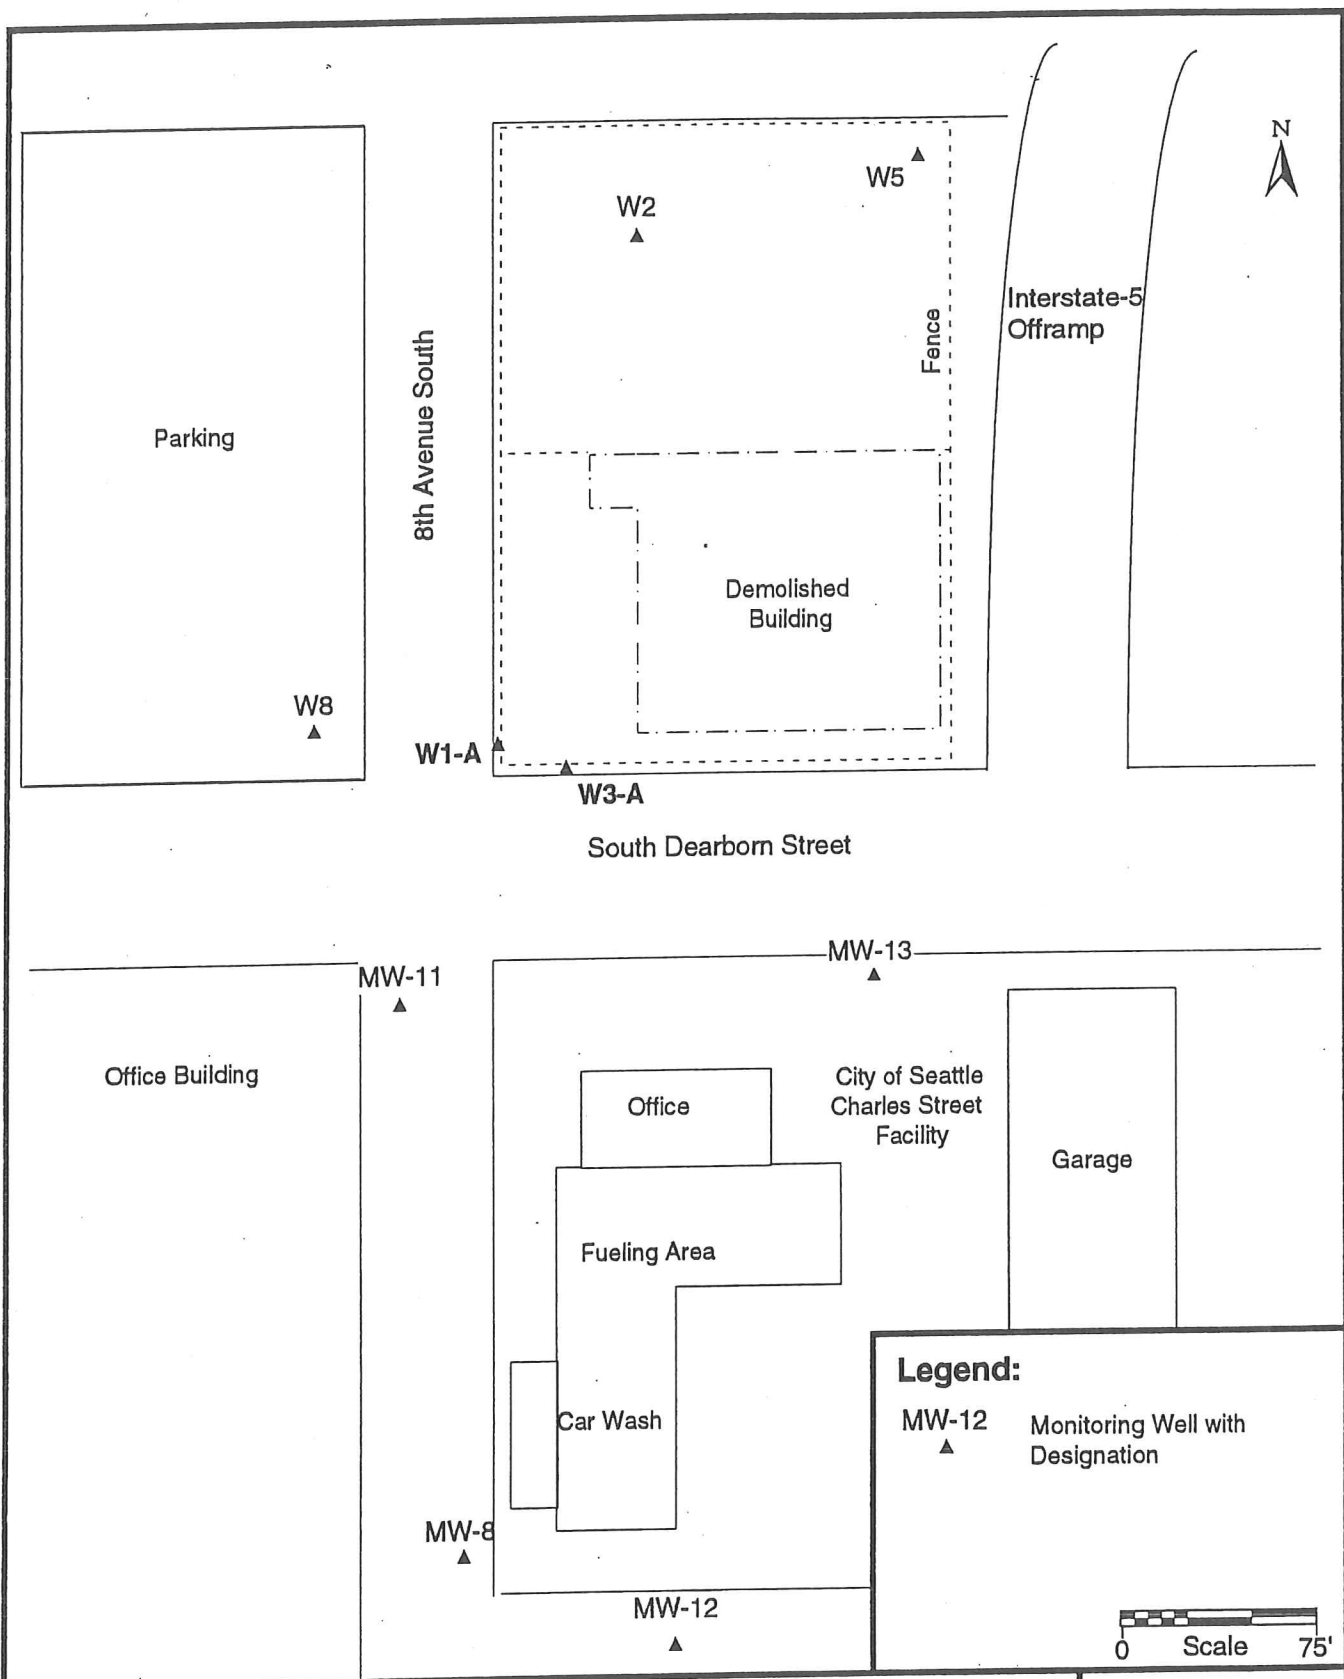 N
W5
W2
Interstate-5
Offramp
Fence
8th Avenue South
Parking
Demolished
Building
W8
W1-A
W3-A
South Dearborn Street
MW-13
MW-11
Office Building
Office
City of Seattle
Charles Street
Facility
Garage
Fueling Area
Car Wash
MW-8
MW-12
Legend:
MW-12
Monitoring Well with
Designation
0 Scale 75'